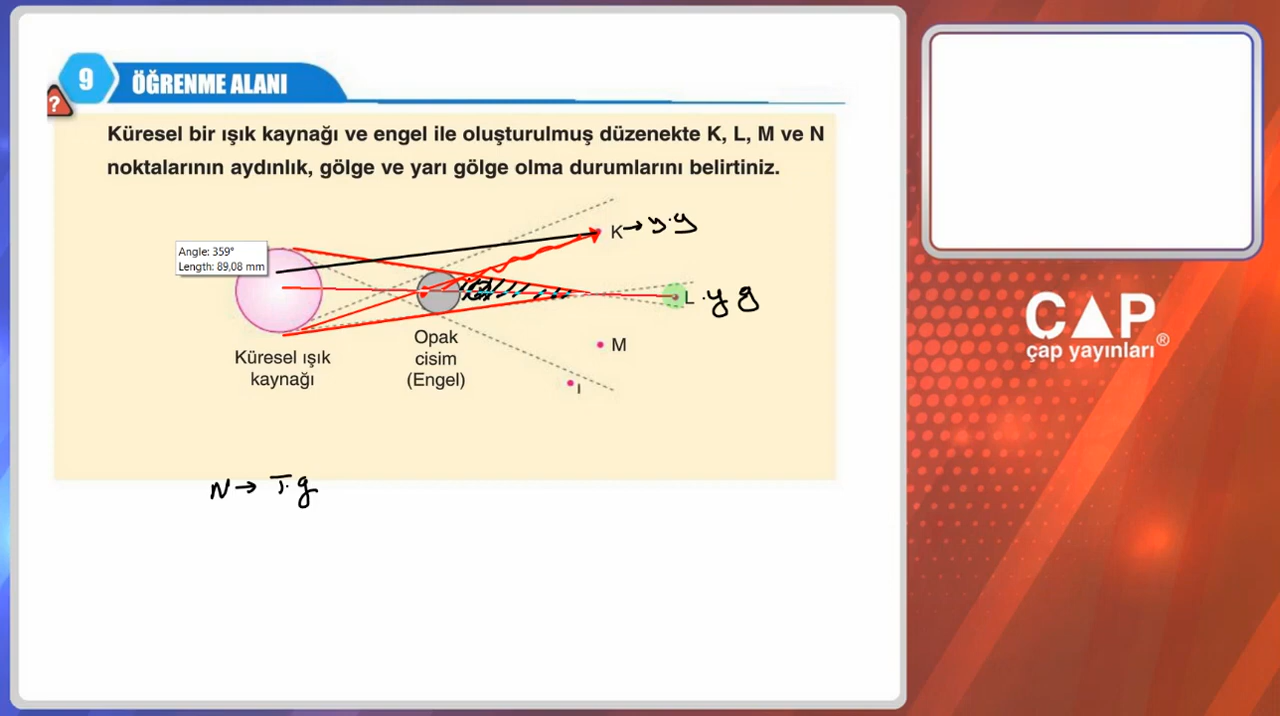 9 ÖĞRENME ALANI
?
Küresel bir ışık kaynağı ve engel ile oluşturulmuş düzenekte K, L, M ve N
noktalarının aydınlık, gölge ve yarı gölge olma durumlarını belirtiniz.
K → y.g
Angle: 359°
Length: 89,08 mm
L . y g
M
Küresel ışık
kaynağı
Opak
cisim
(Engel)
N → T.g
ÇAP
çap yayınları®